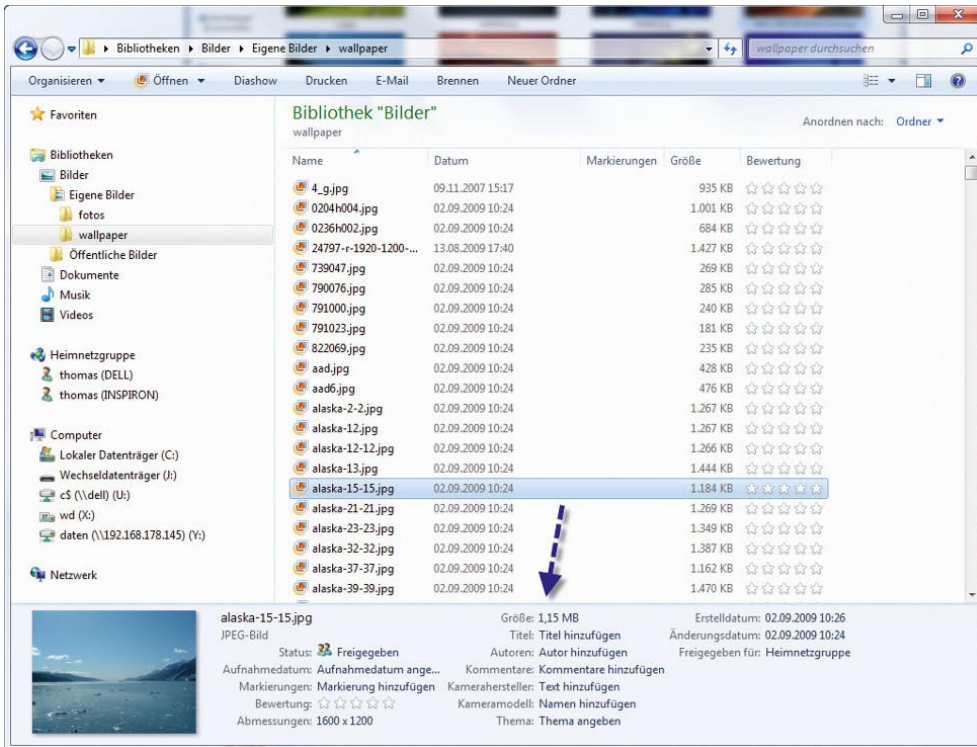 Bibliotheken ▸ Bilder ▸ Eigene Bilder ▸ wallpaper
wallpaper durchsuchen
Organisieren Öffnen Diashow Drucken E-Mail Brennen Neuer Ordner
Favoriten
Bibliotheken
Bilder
Eigene Bilder
fotos
wallpaper
Öffentliche Bilder
Dokumente
Musik
Videos
Heimnetzgruppe
thomas (DELL)
thomas (INSPIRON)
Computer
Lokaler Datenträger (C:)
Wechseldatenträger (J:)
c$ (\\dell) (U:)
wd (X:)
daten (\\192.168.178.145) (Y:)
Netzwerk
Bibliothek "Bilder"
wallpaper
Anordnen nach: Ordner
Name Datum Markierungen Größe Bewertung
4_g.jpg 09.11.2007 15:17 935 KB
0204h004.jpg 02.09.2009 10:24 1.001 KB
0236h002.jpg 02.09.2009 10:24 684 KB
24797-r-1920-1200-... 13.08.2009 17:40 1.427 KB
739047.jpg 02.09.2009 10:24 269 KB
790076.jpg 02.09.2009 10:24 285 KB
791000.jpg 02.09.2009 10:24 240 KB
791023.jpg 02.09.2009 10:24 181 KB
822069.jpg 02.09.2009 10:24 235 KB
aad.jpg 02.09.2009 10:24 428 KB
aad6.jpg 02.09.2009 10:24 476 KB
alaska-2-2.jpg 02.09.2009 10:24 1.267 KB
alaska-12.jpg 02.09.2009 10:24 1.267 KB
alaska-12-12.jpg 02.09.2009 10:24 1.266 KB
alaska-13.jpg 02.09.2009 10:24 1.444 KB
alaska-15-15.jpg 02.09.2009 10:24 1.184 KB
alaska-21-21.jpg 02.09.2009 10:24 1.269 KB
alaska-23-23.jpg 02.09.2009 10:24 1.349 KB
alaska-32-32.jpg 02.09.2009 10:24 1.387 KB
alaska-37-37.jpg 02.09.2009 10:24 1.162 KB
alaska-39-39.jpg 02.09.2009 10:24 1.470 KB
alaska-15-15.jpg
JPEG-Bild
Status: Freigegeben
Aufnahmedatum: Aufnahmedatum ange...
Markierungen: Markierung hinzufügen
Bewertung:
Abmessungen: 1600 x 1200
Größe: 1,15 MB
Titel: Titel hinzufügen
Autoren: Autor hinzufügen
Kommentare: Kommentare hinzufügen
Kamerahersteller: Text hinzufügen
Kameramodell: Namen hinzufügen
Thema: Thema angeben
Erstelldatum: 02.09.2009 10:26
Änderungsdatum: 02.09.2009 10:24
Freigegeben für: Heimnetzgruppe